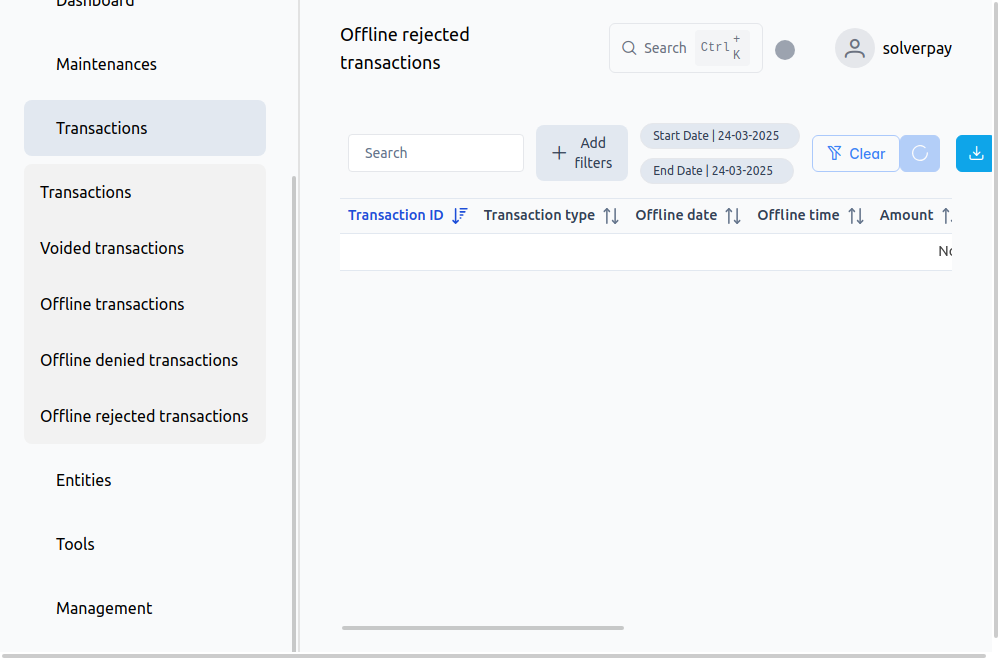 Dashboard
Maintenances
Transactions
Transactions
Voided transactions
Offline transactions
Offline denied transactions
Offline rejected transactions
Entities
Tools
Management
Offline rejected
transactions
Search Ctrl + K
solverpay
Search
Add
filters
Start Date | 24-03-2025
End Date | 24-03-2025
Clear
Transaction ID Transaction type Offline date Offline time Amount